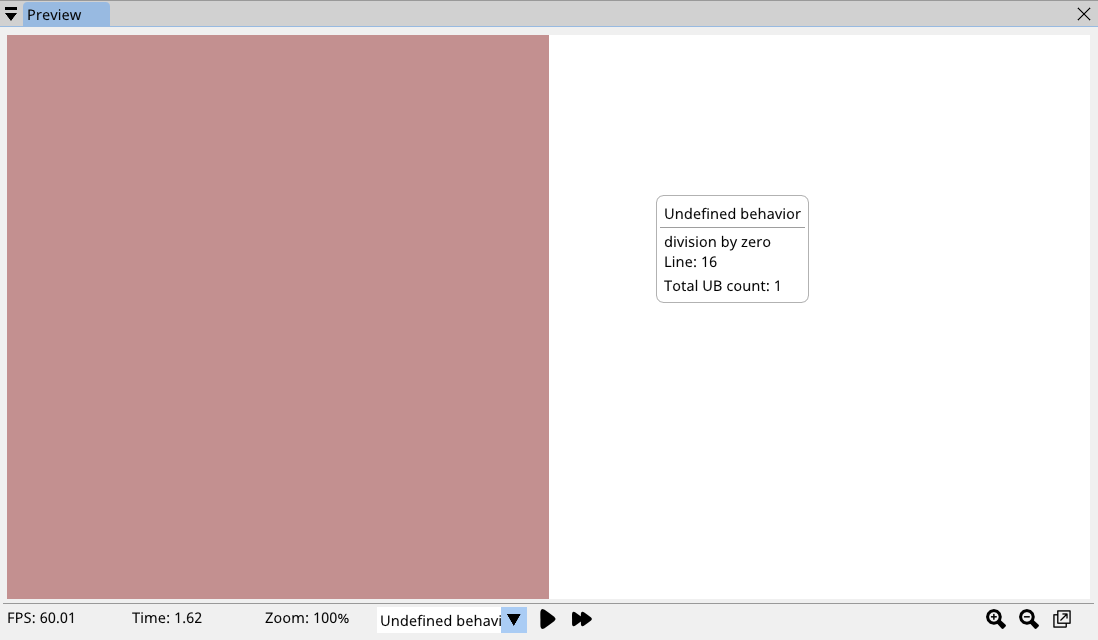 Preview
Undefined behavior
division by zero
Line: 16
Total UB count: 1
FPS: 60.01
Time: 1.62
Zoom: 100%
Undefined behavi